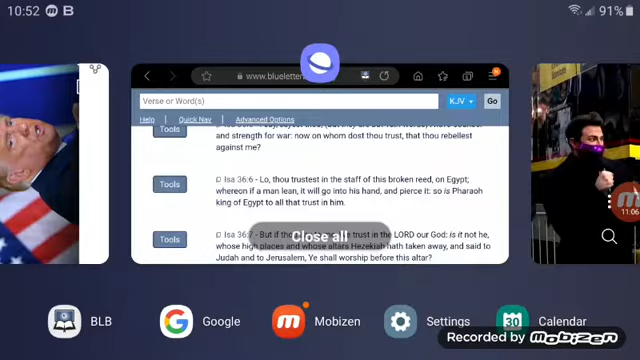 10:52
91%
www.blueletter
Verse or Word(s)
KJV
Go
Help | Quick Nav | Advanced Options
and strength for war: now on whom dost thou trust, that thou rebellest
against me?
Tools
Tools
Isa 36:6 - Lo, thou trustest in the staff of this broken reed, on Egypt;
whereon if a man lean, it will go into his hand, and pierce it: so is Pharaoh
king of Egypt to all that trust in him.
Tools
Isa 36:7 - But if thou trust in the LORD our God: is it not he,
whose high places and whose altars Hezekiah hath taken away, and said to
Judah and to Jerusalem, Ye shall worship before this altar?
Close all
11:06
BLB
Google
Mobizen
Settings
30
Calendar
Recorded by mobizen